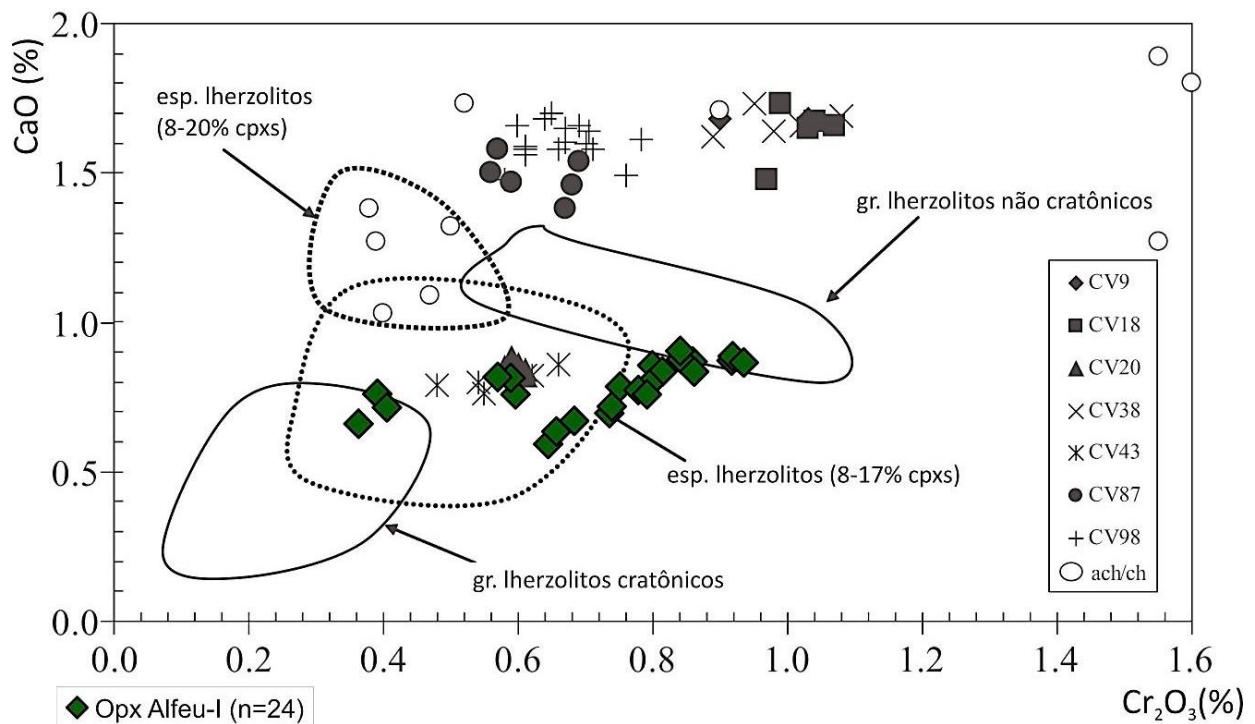 CaO (%)
2.0
1.5
1.0
0.5
0.0
esp. lherzolitos
(8-20% cpxs)
gr. lherzolitos não cratônicos
esp. lherzolitos (8-17% cpxs)
gr. lherzolitos cratônicos
CV9
CV18
CV20
CV38
CV43
CV87
CV98
ach/ch
0.0 0.2 0.4 0.6 0.8 1.0 1.2 1.4 1.6
Cr₂O₃(%)
Opx Alfeu-I (n=24)